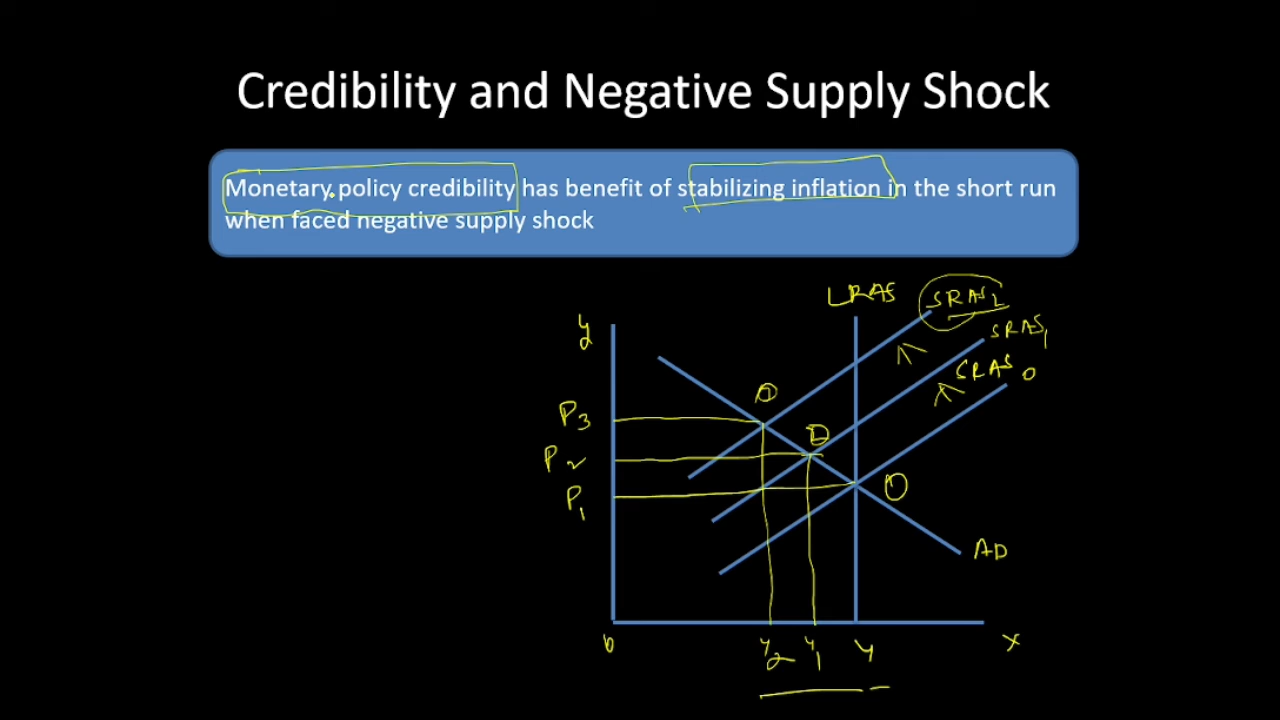 Credibility and Negative Supply Shock
Monetary policy credibility has benefit of stabilizing inflation in the short run
when faced negative supply shock
LRAS
SRAS2
SRAS1
SRAS0
y
P3
P2
P1
AD
0
y2
y1
y
x